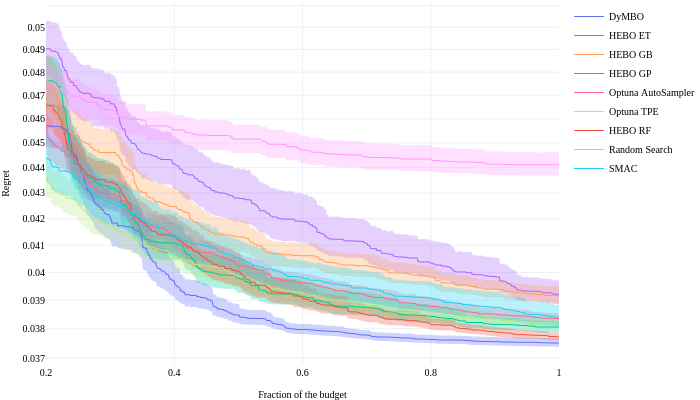 0.05
0.049
0.048
0.047
0.046
0.045
0.044
0.043
0.042
0.041
0.04
0.039
0.038
0.037
Regret
0.2
0.4
0.6
0.8
1
Fraction of the budget
DyMBO
HEBO ET
HEBO GB
HEBO GP
Optuna AutoSampler
Optuna TPE
HEBO RF
Random Search
SMAC